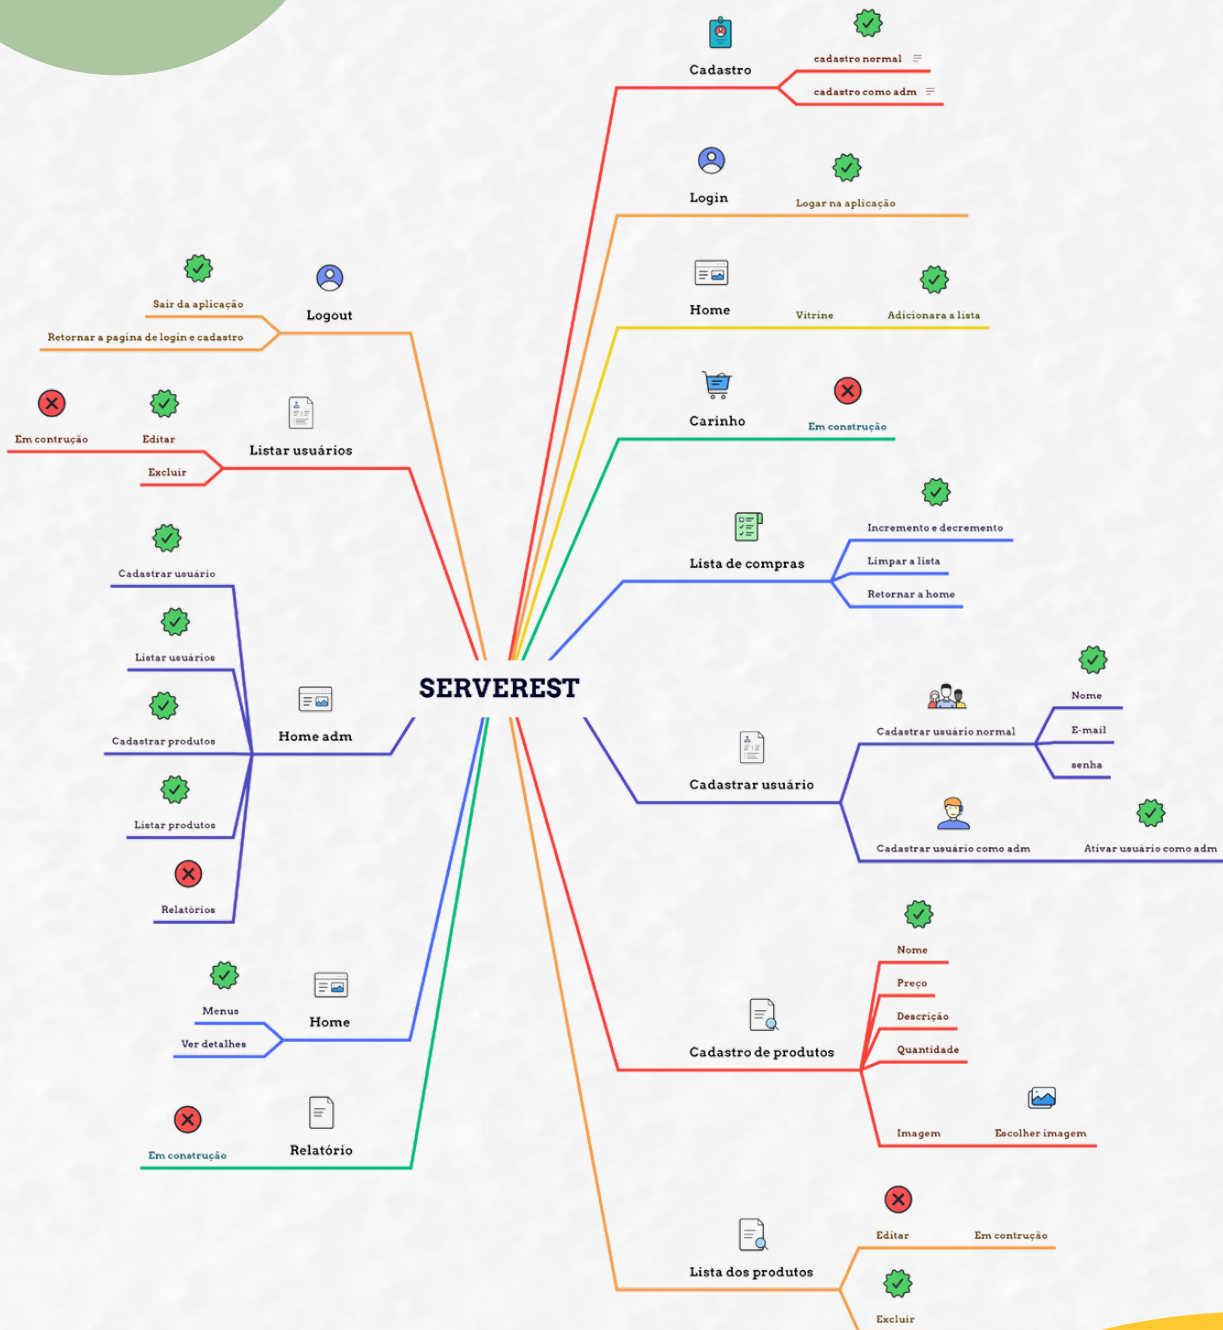 SERVEREST
Cadastro
cadastro normal
cadastro como adm
Login
Logar na aplicação
Home
Vitrine
Adicionara a lista
Carinho
Em construção
Lista de compras
Incremento e decremento
Limpar a lista
Retornar a home
Cadastrar usuário
Cadastrar usuário normal
Nome
E-mail
senha
Cadastrar usuário como adm
Ativar usuário como adm
Cadastro de produtos
Nome
Preço
Descrição
Quantidade
Imagem
Escolher imagem
Lista dos produtos
Editar
Em contrução
Excluir
Logout
Sair da aplicação
Retornar a pagina de login e cadastro
Listar usuários
Editar
Em contrução
Excluir
Home adm
Cadastrar usuário
Listar usuários
Cadastrar produtos
Listar produtos
Relatórios
Home
Menus
Ver detalhes
Relatório
Em construção